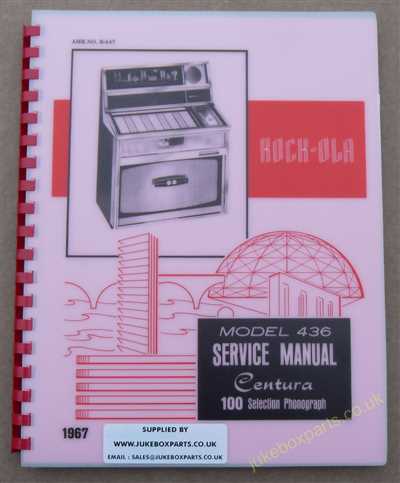 ROCK-OLA
MODEL 436
SERVICE MANUAL
Centura
100 Selection Phonograph
1967
SUPPLIED BY
WWW.JUKEBOXPARTS.CO.UK
EMAIL : SALES@JUKEBOXPARTS.CO.UK
jukeboxparts.co.uk